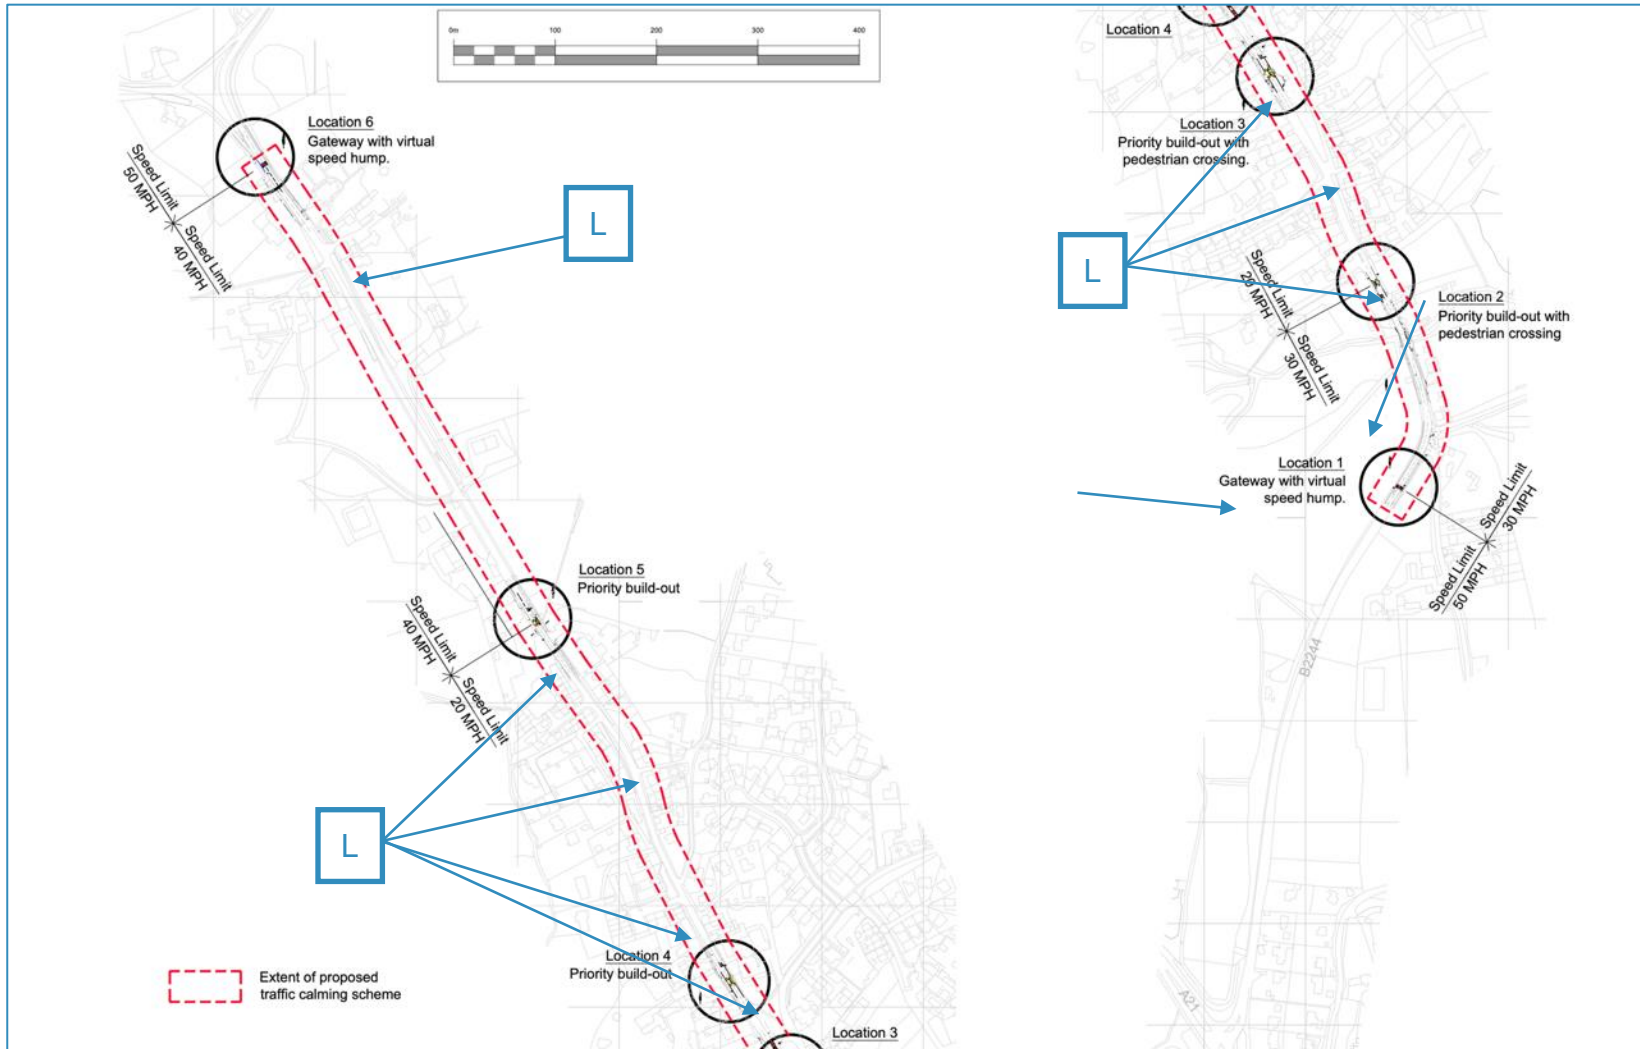 0m 100 200 300 400
Location 6
Gateway with virtual
speed hump.
Speed Limit
50 MPH
Speed Limit
40 MPH
L
Location 5
Priority build-out
Speed Limit
40 MPH
Speed Limit
20 MPH
L
Location 4
Priority build-out
Location 3
Extent of proposed
traffic calming scheme
Location 4
Location 3
Priority build-out with
pedestrian crossing.
L
Speed Limit
20 MPH
Speed Limit
30 MPH
Location 2
Priority build-out with
pedestrian crossing
Location 1
Gateway with virtual
speed hump.
Speed Limit
30 MPH
Speed Limit
50 MPH
B2244
A21